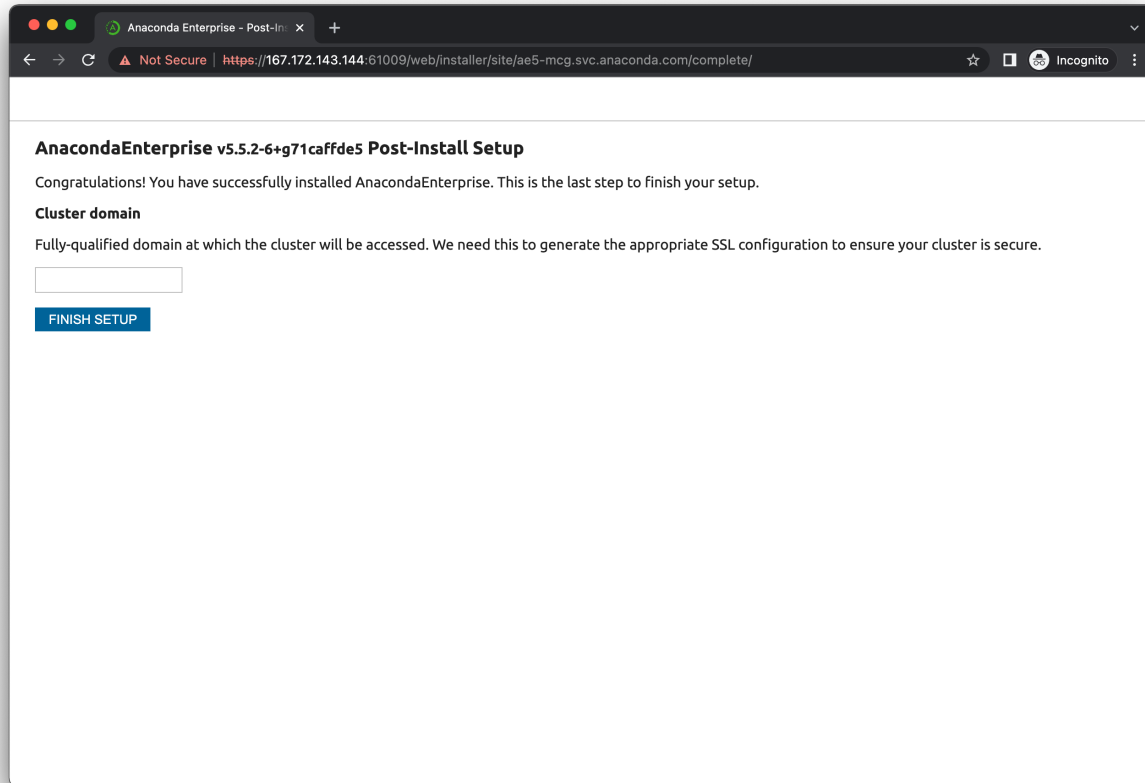 Anaconda Enterprise - Post-Ins
Not Secure | https://167.172.143.144:61009/web/installer/site/ae5-mcg.svc.anaconda.com/complete/
Incognito
AnacondaEnterprise v5.5.2-6+g71caffde5 Post-Install Setup
Congratulations! You have successfully installed AnacondaEnterprise. This is the last step to finish your setup.
Cluster domain
Fully-qualified domain at which the cluster will be accessed. We need this to generate the appropriate SSL configuration to ensure your cluster is secure.
FINISH SETUP